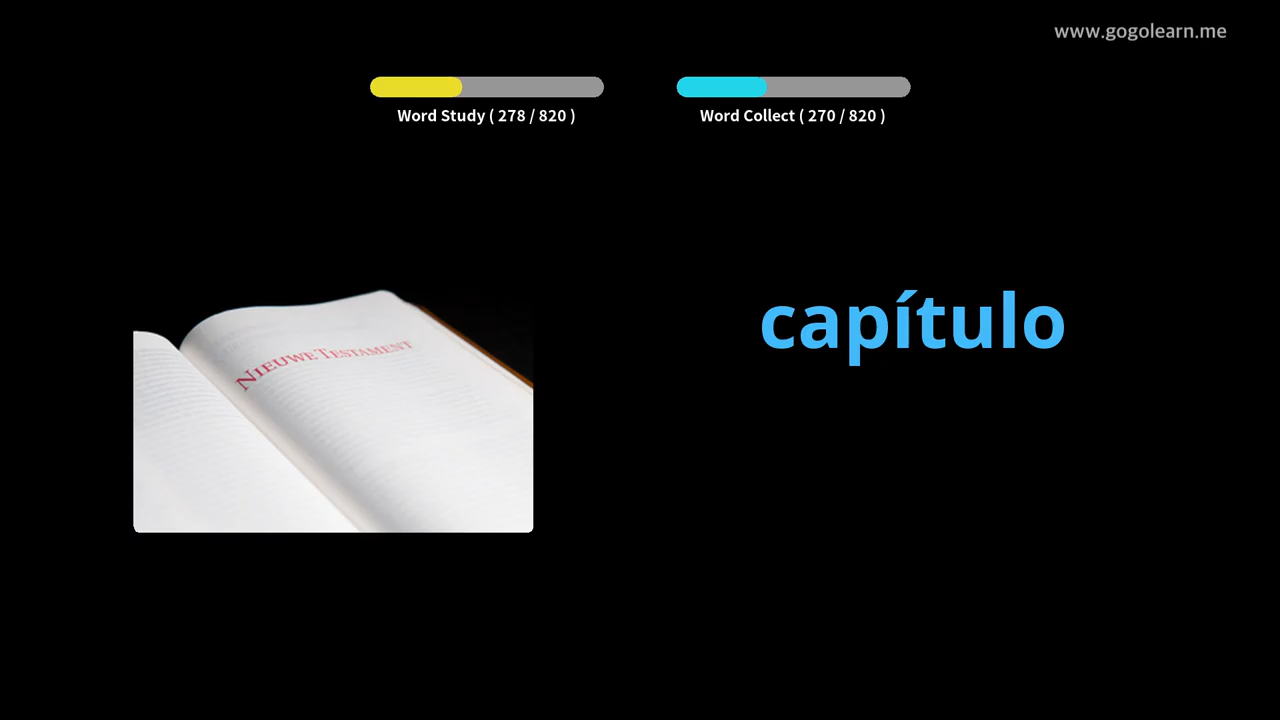 www.gogolearn.me
Word Study ( 278 / 820 )
Word Collect ( 270 / 820 )
capítulo
NIEUWE TESTAMENT